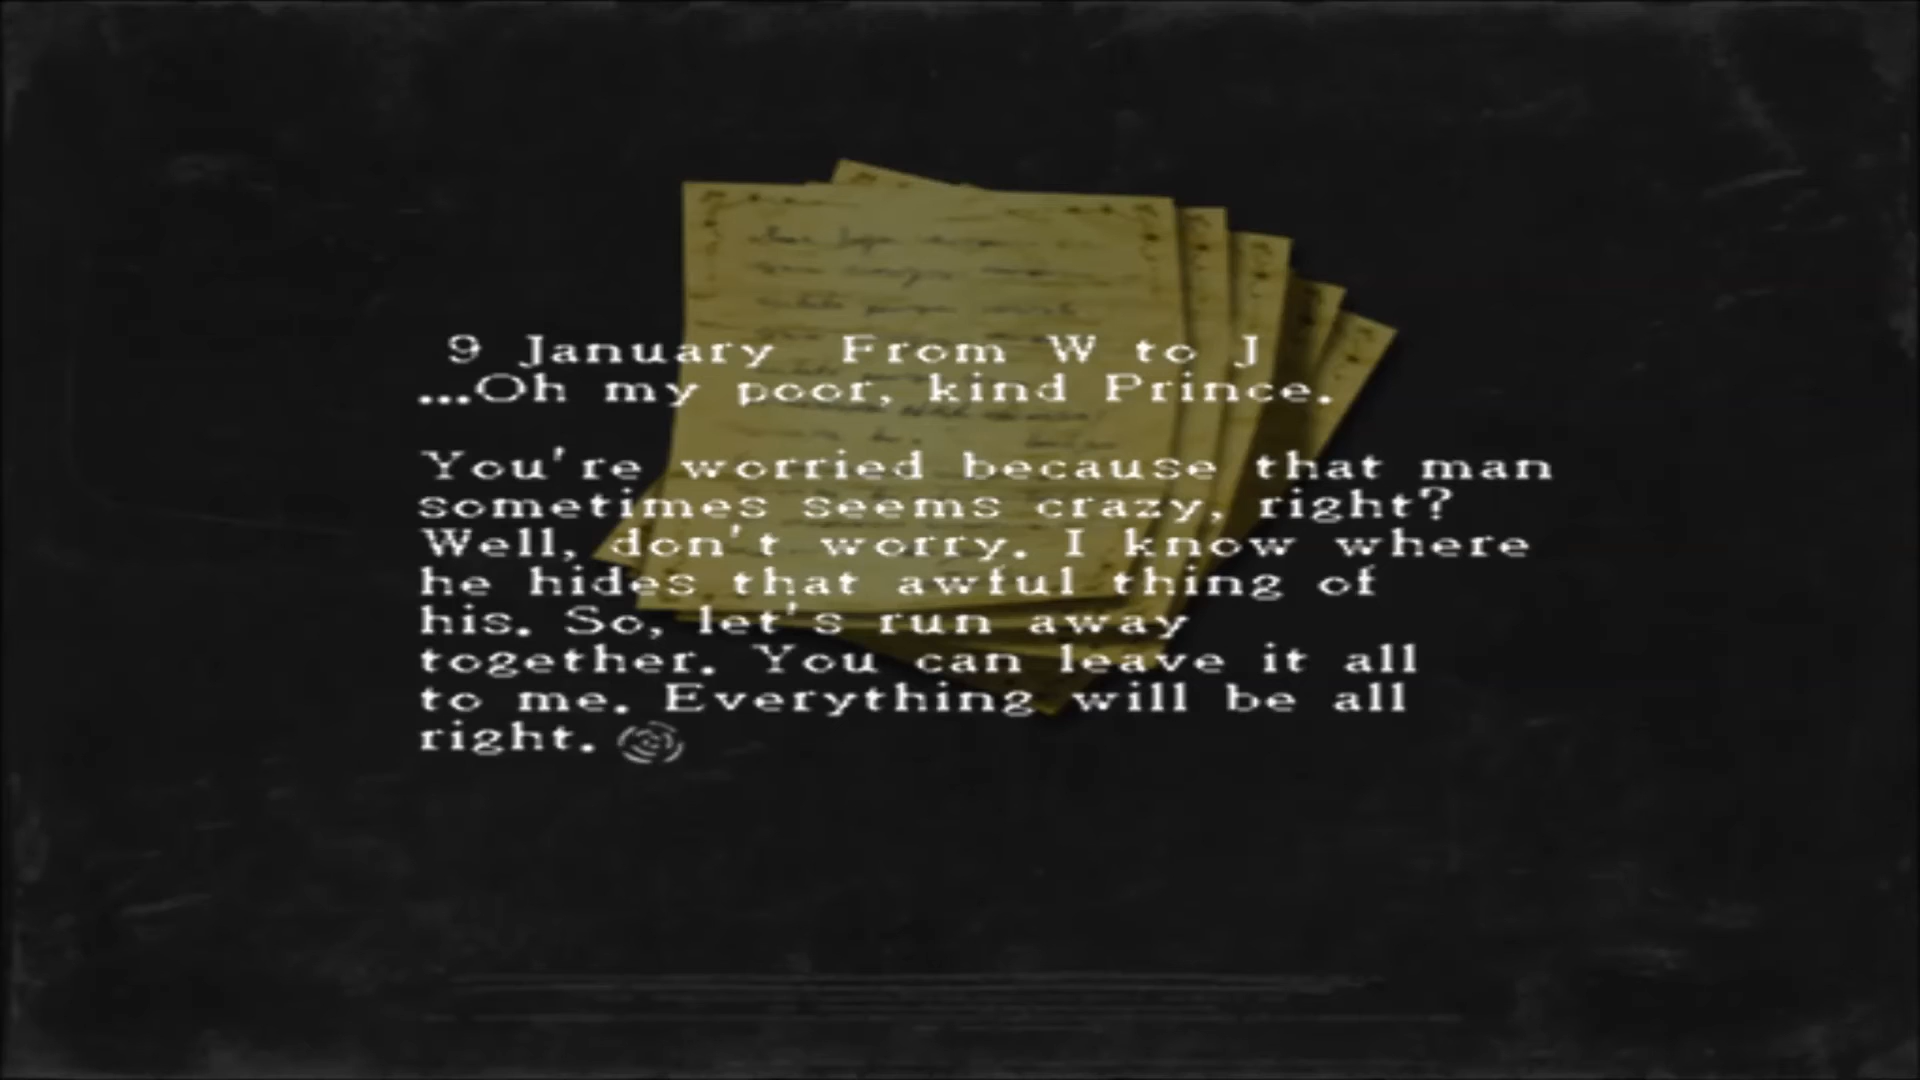 9 January From W to J
...Oh my poor, kind Prince.
You're worried because that man
sometimes seems crazy, right?
Well, don't worry. I know where
he hides that awful thing of
his. So, let's run away
together. You can leave it all
to me. Everything will be all
right.